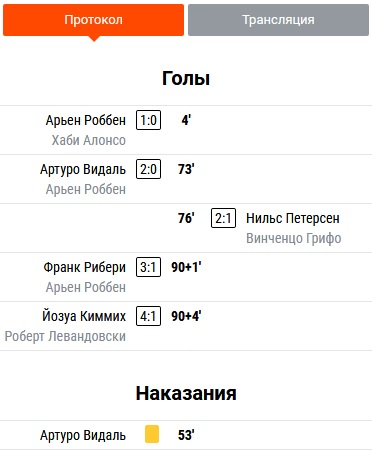 Протокол
Трансляция
Голы
Арьен Роббен 1:0 4'
Хаби Алонсо
Артуро Видаль 2:0 73'
Арьен Роббен
76' 2:1 Нильс Петерсен
Винченцо Грифо
Франк Рибери 3:1 90+1'
Арьен Роббен
Йозуа Киммих 4:1 90+4'
Роберт Левандовски
Наказания
Артуро Видаль 53'